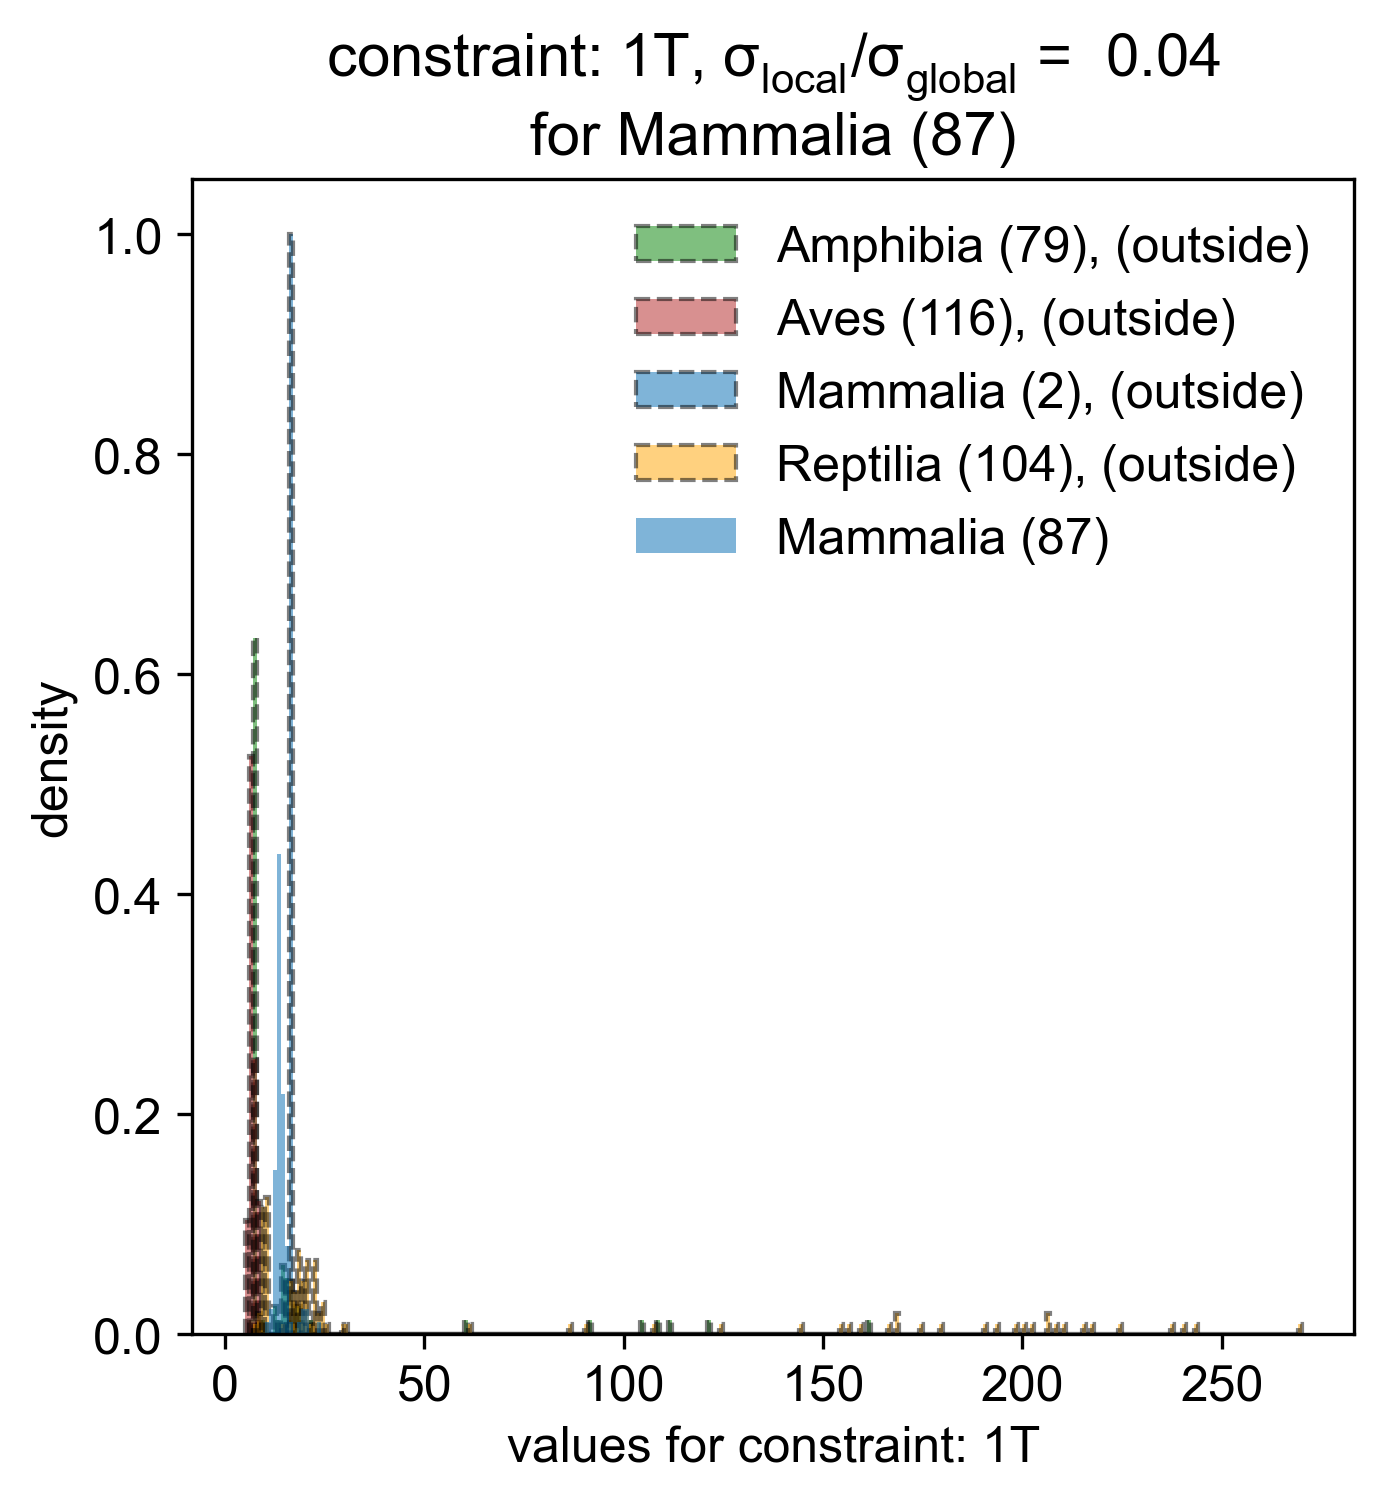 constraint: 1T, σlocal/σglobal = 0.04
for Mammalia (87)
1.0
0.8
0.6
0.4
0.2
0.0
density
Amphibia (79), (outside)
Aves (116), (outside)
Mammalia (2), (outside)
Reptilia (104), (outside)
Mammalia (87)
0 50 100 150 200 250
values for constraint: 1T